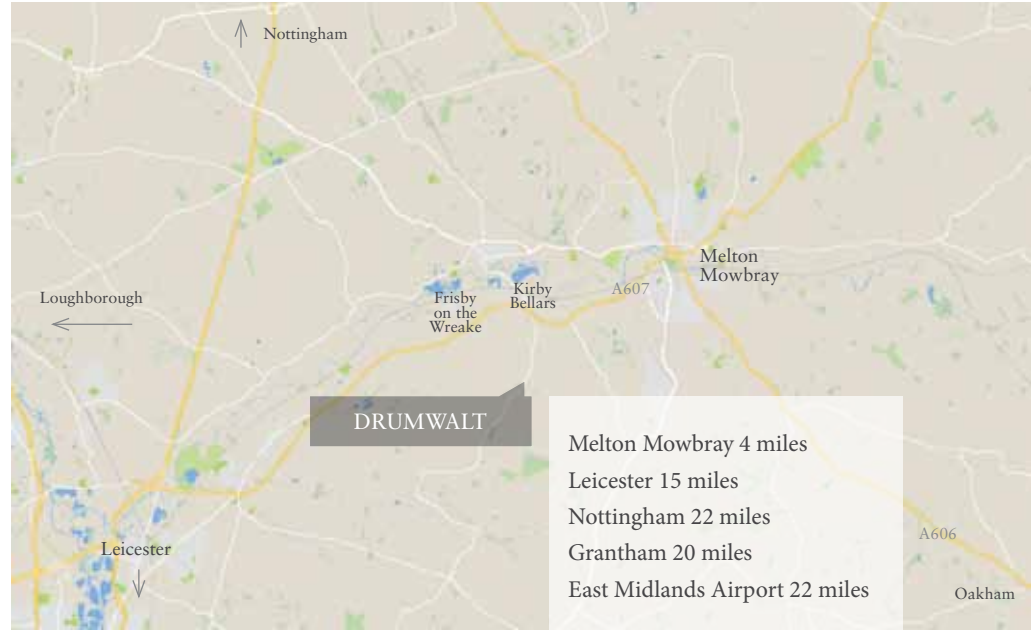 Nottingham
Melton
Mowbray
A607
Kirby
Bellars
Loughborough
Frisby
on the
Wreake
DRUMWALT
Melton Mowbray 4 miles
Leicester 15 miles
Nottingham 22 miles
Grantham 20 miles
East Midlands Airport 22 miles
A606
Leicester
Oakham